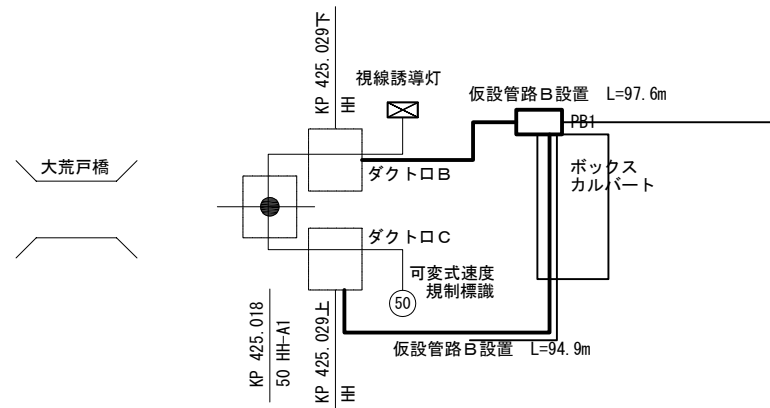 KP 425.029下
HH
視線誘導灯
仮設管路B設置 L=97.6m
PB1
大荒戸橋
ダクトロB
ボックス
カルバート
ダクトロC
可変式速度
規制標識
50
KP 425.018
50 HH-A1
KP 425.029上
HH
仮設管路B設置 L=94.9m